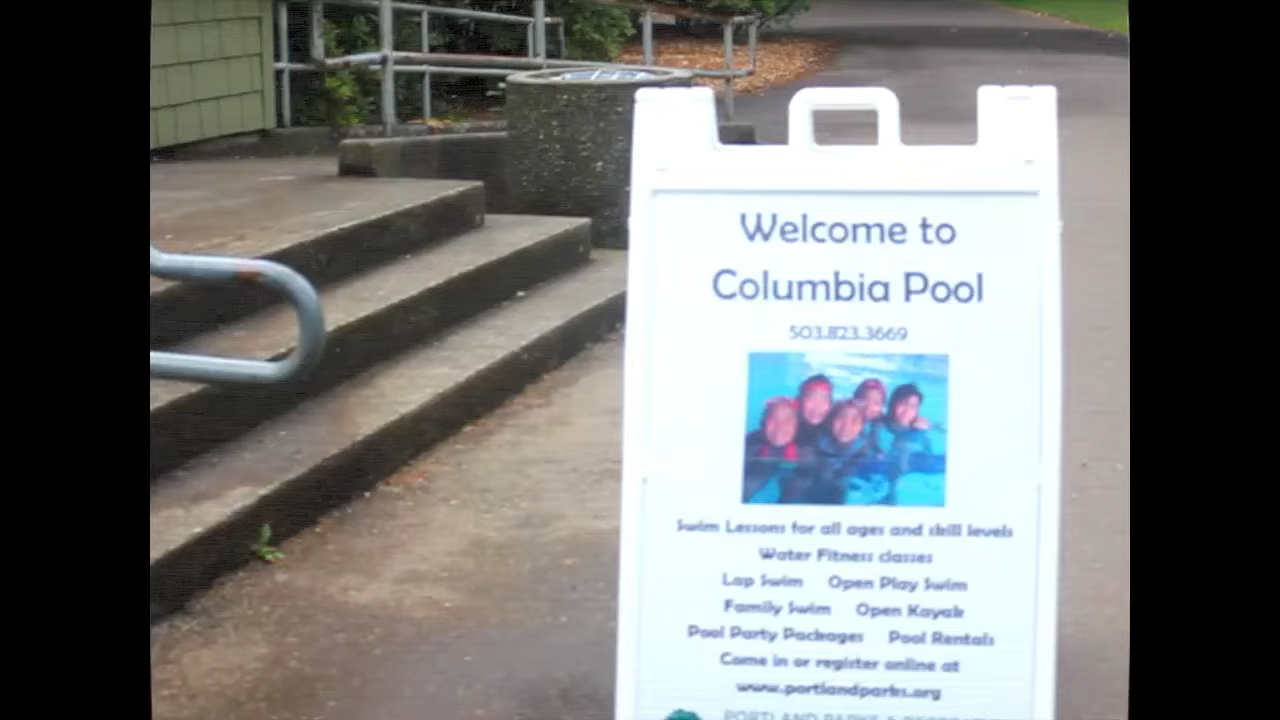 Welcome to
Columbia Pool
503.823.3669
Swim Lessons for all ages and skill levels
Water Fitness classes
Lap Swim Open Play Swim
Family Swim Open Kayak
Pool Party Packages Pool Rentals
Come in or register online at
www.portlandparks.org
PORTLAND PARKS &